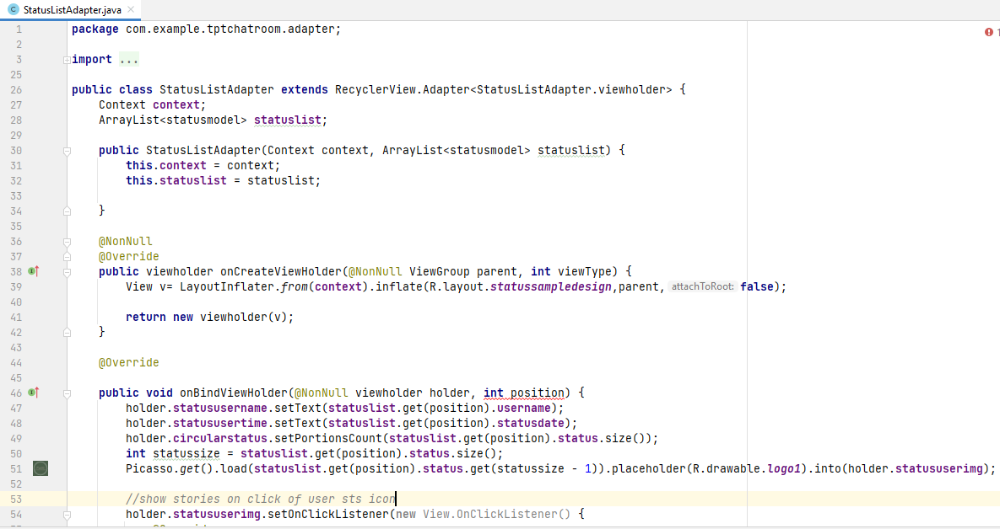 StatusListAdapter.java
1 package com.example.tptchatroom.adapter;
2
3 import ...
25
26 public class StatusListAdapter extends RecyclerView.Adapter<StatusListAdapter.viewholder> {
27 Context context;
28 ArrayList<statusmodel> statuslist;
29
30 public StatusListAdapter(Context context, ArrayList<statusmodel> statuslist) {
31 this.context = context;
32 this.statuslist = statuslist;
33
34 }
35
36 @NonNull
37 @Override
38 public viewholder onCreateViewHolder(@NonNull ViewGroup parent, int viewType) {
39 View v= LayoutInflater.from(context).inflate(R.layout.statussampledesign,parent, attachToRoot: false);
40
41 return new viewholder(v);
42 }
43
44 @Override
45
46 public void onBindViewHolder(@NonNull viewholder holder, int position) {
47 holder.statususername.setText(statuslist.get(position).username);
48 holder.statususertime.setText(statuslist.get(position).statusdate);
49 holder.circularstatus.setPortionsCount(statuslist.get(position).status.size());
50 int statussize = statuslist.get(position).status.size();
51 Picasso.get().load(statuslist.get(position).status.get(statussize - 1)).placeholder(R.drawable.logo1).into(holder.statususerimg);
52
53 //show stories on click of user sts icon
54 holder.statususerimg.setOnClickListener(new View.OnClickListener() {